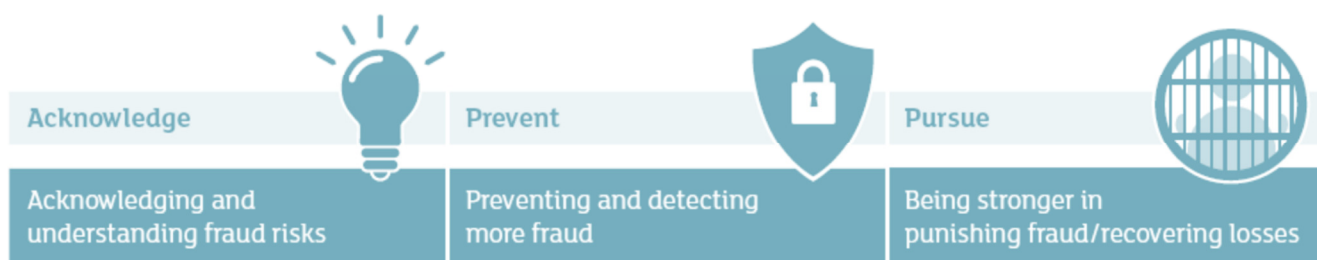 Acknowledge
Prevent
Pursue
Acknowledging and
understanding fraud risks
Preventing and detecting
more fraud
Being stronger in
punishing fraud/recovering losses